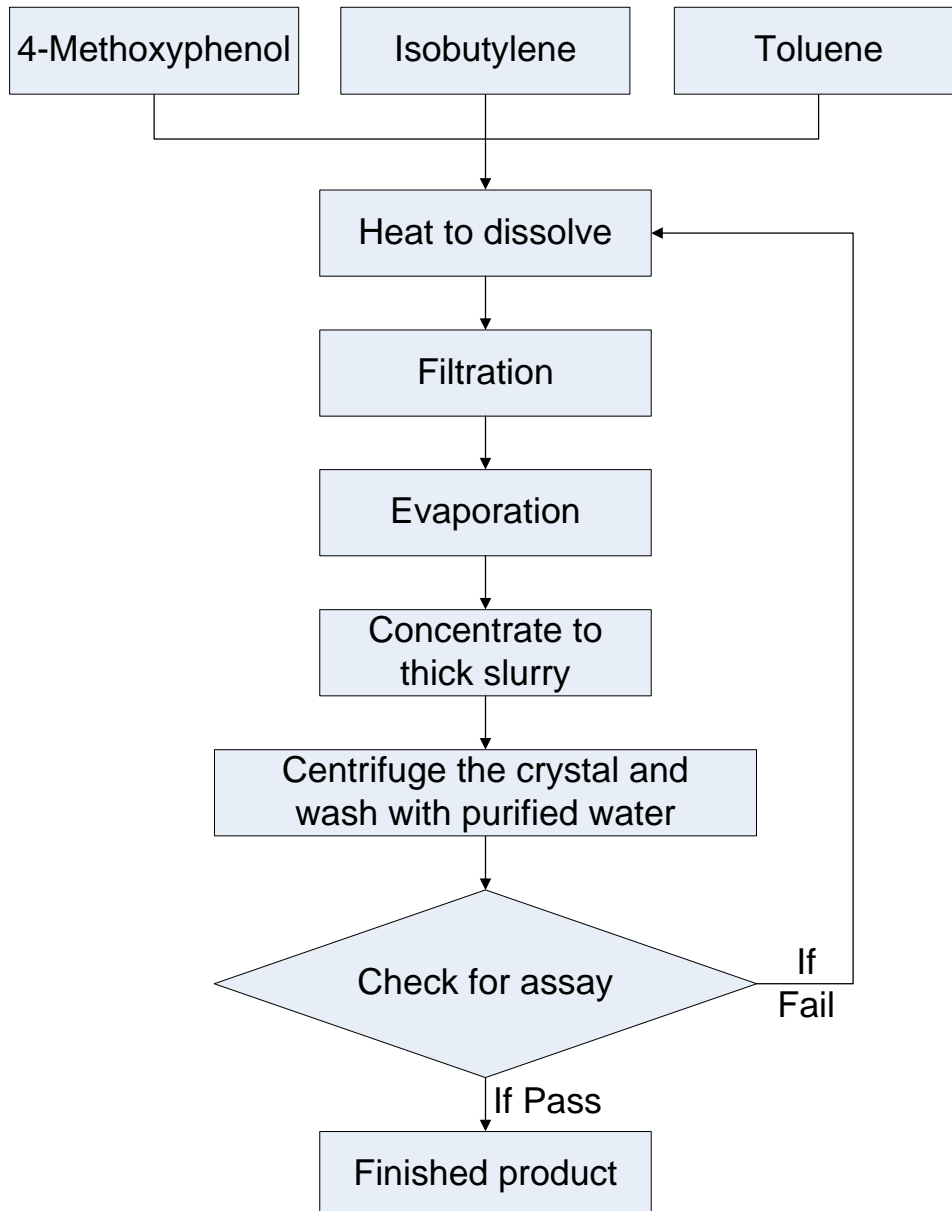 4-Methoxyphenol
Isobutylene
Toluene
Heat to dissolve
Filtration
Evaporation
Concentrate to
thick slurry
Centrifuge the crystal and
wash with purified water
Check for assay
If
Fail
If Pass
Finished product